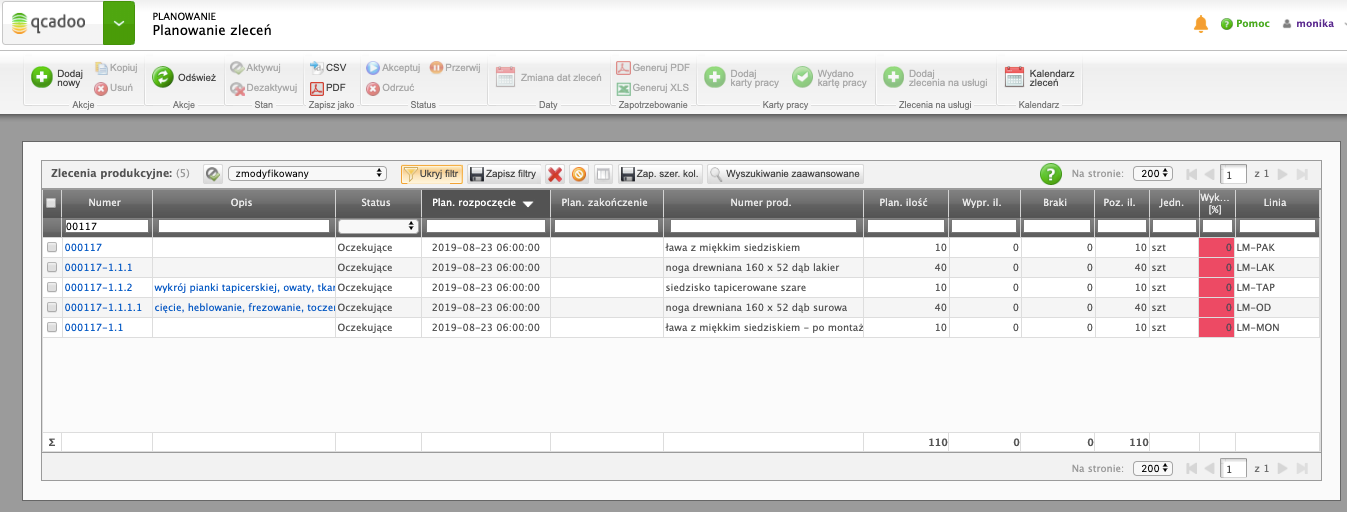 qcadoo
PLANOWANIE
Planowanie zleceń
Pomoc
monika
Dodaj nowy
Kopiuj
Usuń
Akcje
Odśwież
Akcje
Aktywuj
Dezaktywuj
Stan
CSV
PDF
Zapisz jako
Akceptuj
Przerwij
Odrzuć
Status
Zmiana dat zleceń
Daty
Generuj PDF
Generuj XLS
Zapotrzebowanie
Dodaj karty pracy
Wydano kartę pracy
Karty pracy
Dodaj zlecenia na usługi
Zlecenia na usługi
Kalendarz zleceń
Kalendarz
Zlecenia produkcyjne: (5) zmodyfikowany Ukryj filtr Zapisz filtry Zap. szer. kol. Wyszukiwanie zaawansowane ? Na stronie: 200 1 z 1
Numer Opis Status Plan. rozpoczęcie Plan. zakończenie Numer prod. Plan. ilość Wypr. il. Braki Poz. il. Jedn. Wyk... [%] Linia
00117
000117 Oczekujące 2019-08-23 06:00:00 ława z miękkim siedziskiem 10 0 0 10 szt 0 LM-PAK
000117-1.1.1 Oczekujące 2019-08-23 06:00:00 noga drewniana 160 x 52 dąb lakier 40 0 0 40 szt 0 LM-LAK
000117-1.1.2 wykrój pianki tapicerskiej, owaty, tkan Oczekujące 2019-08-23 06:00:00 siedzisko tapicerowane szare 10 0 0 10 szt 0 LM-TAP
000117-1.1.1.1 cięcie, heblowanie, frezowanie, toczen Oczekujące 2019-08-23 06:00:00 noga drewniana 160 x 52 dąb surowa 40 0 0 40 szt 0 LM-OD
000117-1.1 Oczekujące 2019-08-23 06:00:00 ława z miękkim siedziskiem - po montaż 10 0 0 10 szt 0 LM-MON
Σ 110 0 0 110
Na stronie: 200 1 z 1